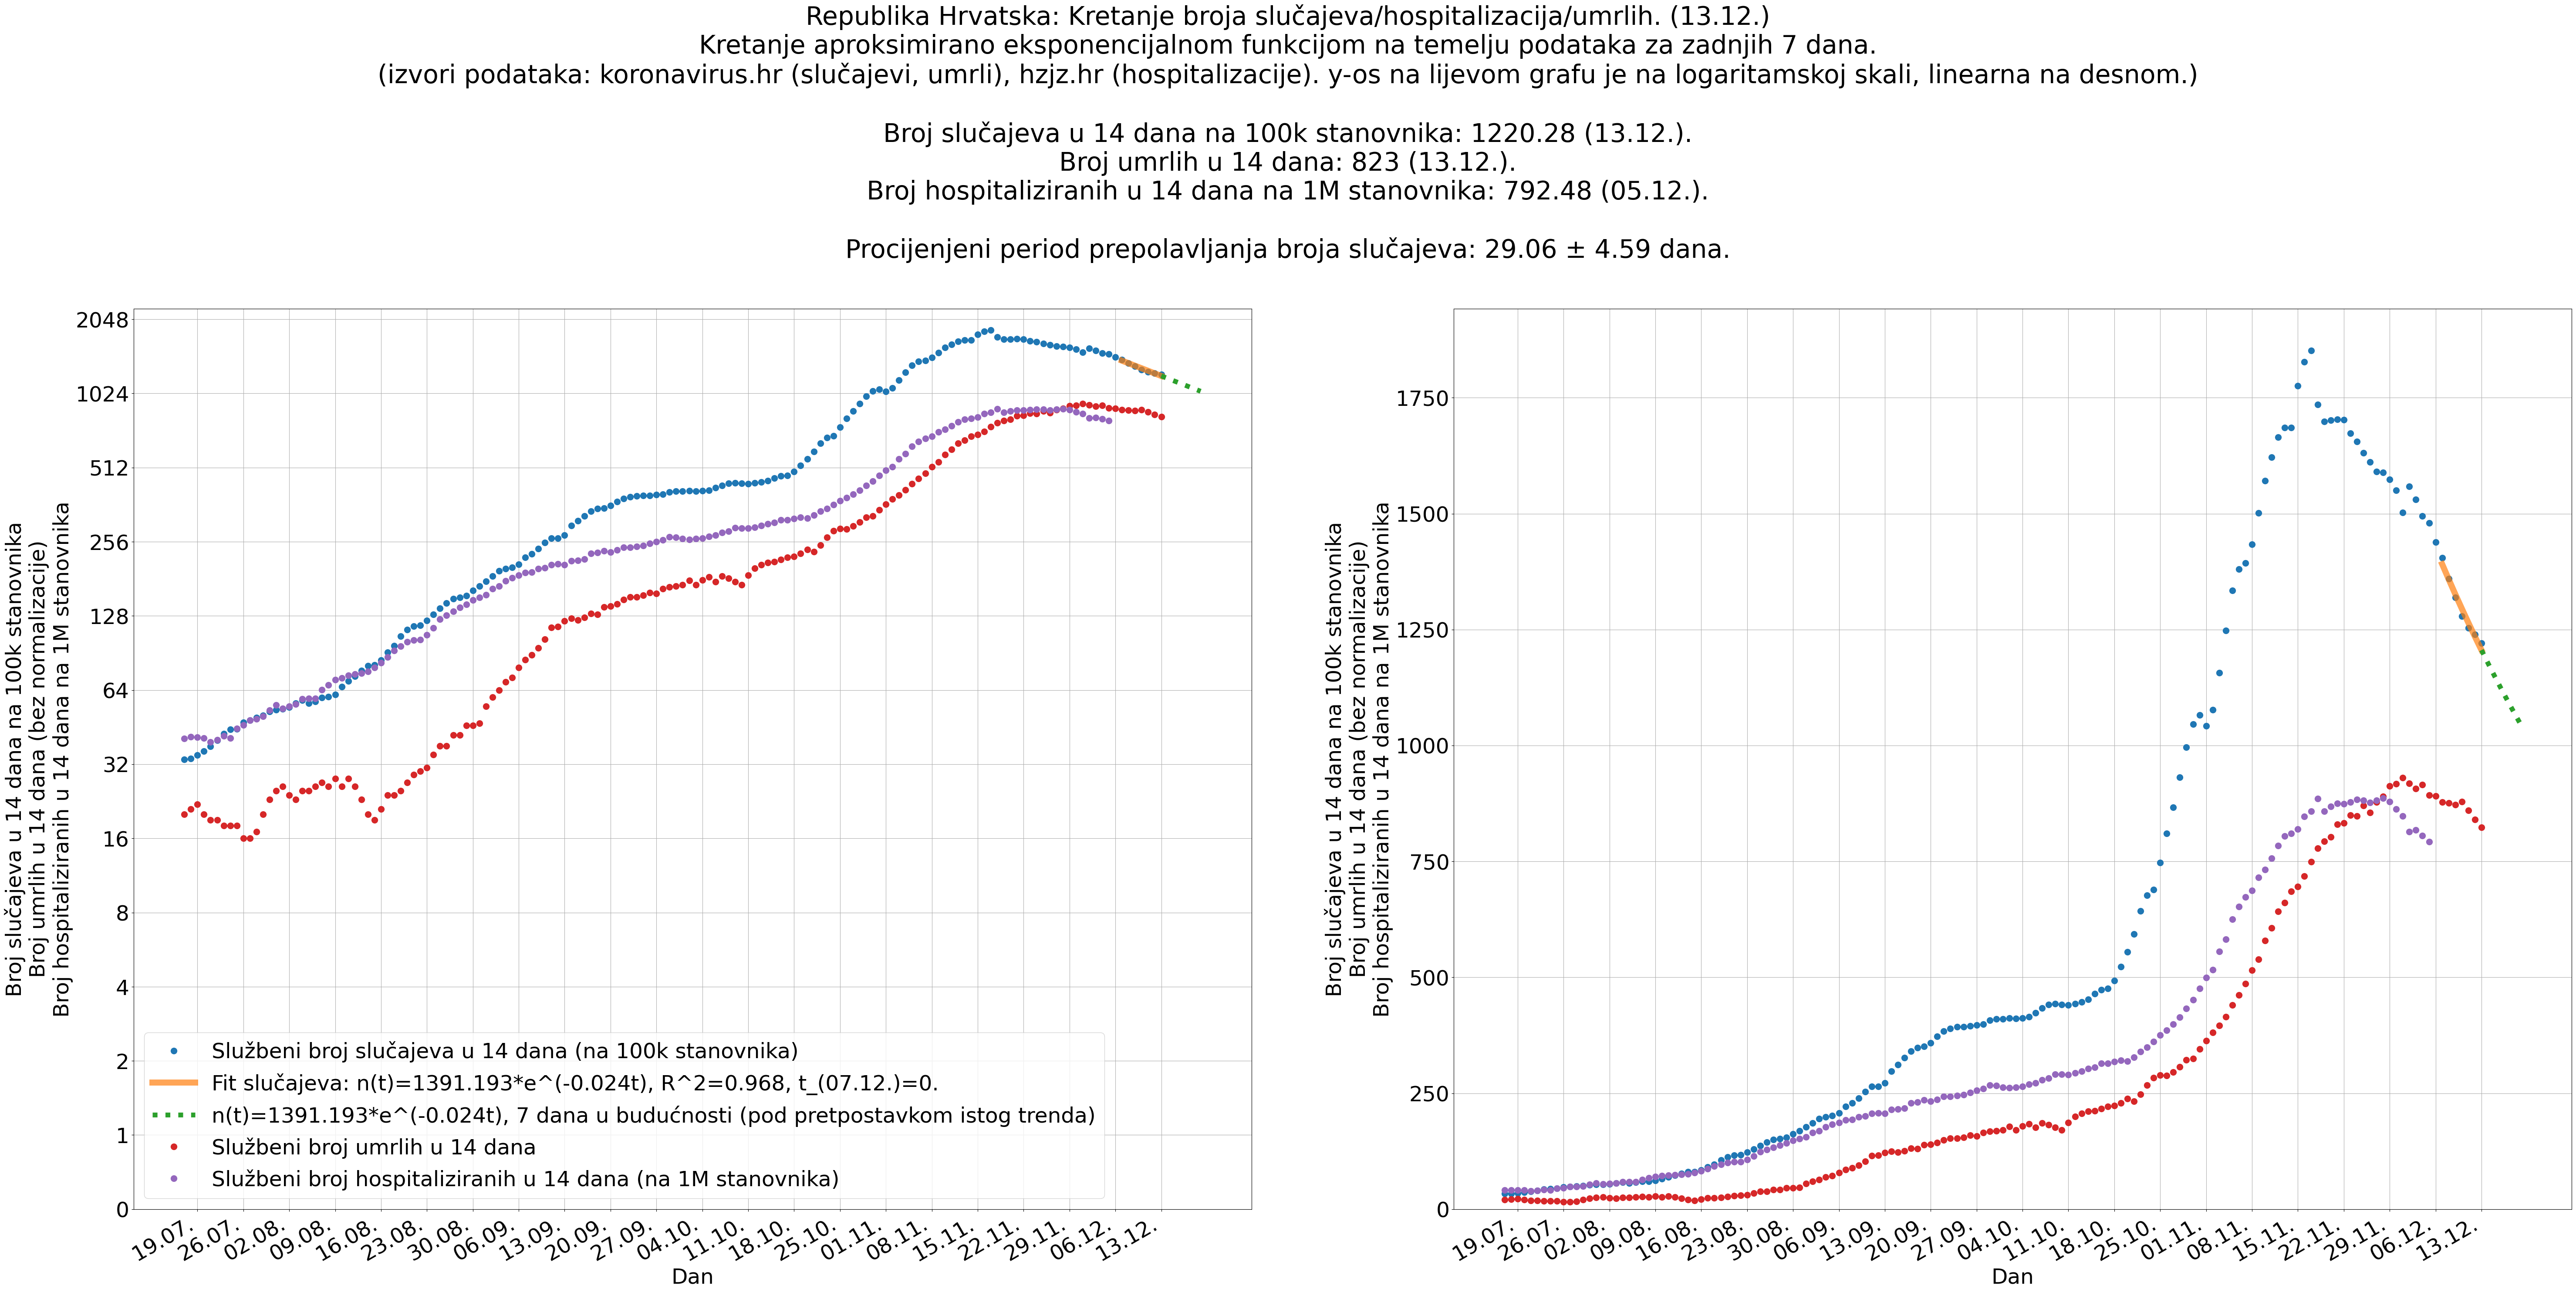 Republika Hrvatska: Kretanje broja slučajeva/hospitalizacija/umrlih. (13.12.)
Kretanje aproksimirano eksponencijalnom funkcijom na temelju podataka za zadnjih 7 dana.
(izvori podataka: koronavirus.hr (slučajevi, umrli), hzjz.hr (hospitalizacije). y-os na lijevom grafu je na logaritamskoj skali, linearna na desnom.)
Broj slučajeva u 14 dana na 100k stanovnika: 1220.28 (13.12.).
Broj umrlih u 14 dana: 823 (13.12.).
Broj hospitaliziranih u 14 dana na 1M stanovnika: 792.48 (05.12.).
Procijenjeni period prepolavljanja broja slučajeva: 29.06 ± 4.59 dana.
Broj slučajeva u 14 dana na 100k stanovnika
Broj umrlih u 14 dana (bez normalizacije)
Broj hospitaliziranih u 14 dana na 1M stanovnika
2048
1024
512
256
128
64
32
16
8
4
2
1
0
Službeni broj slučajeva u 14 dana (na 100k stanovnika)
Fit slučajeva: n(t)=1391.193*e^(-0.024t), R^2=0.968, t_(07.12.)=0.
n(t)=1391.193*e^(-0.024t), 7 dana u budućnosti (pod pretpostavkom istog trenda)
Službeni broj umrlih u 14 dana
Službeni broj hospitaliziranih u 14 dana (na 1M stanovnika)
19.07. 26.07. 02.08. 09.08. 16.08. 23.08. 30.08. 06.09. 13.09. 20.09. 27.09. 04.10. 11.10. 18.10. 25.10. 01.11. 08.11. 15.11. 22.11. 29.11. 06.12. 13.12.
Dan
Broj slučajeva u 14 dana na 100k stanovnika
Broj umrlih u 14 dana (bez normalizacije)
Broj hospitaliziranih u 14 dana na 1M stanovnika
1750
1500
1250
1000
750
500
250
0
19.07. 26.07. 02.08. 09.08. 16.08. 23.08. 30.08. 06.09. 13.09. 20.09. 27.09. 04.10. 11.10. 18.10. 25.10. 01.11. 08.11. 15.11. 22.11. 29.11. 06.12. 13.12.
Dan